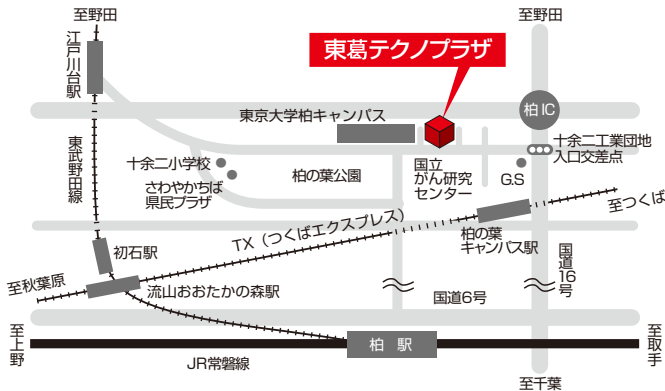 至野田
至野田
東葛テクノプラザ
江戸川台駅
柏IC
東京大学柏キャンパス
十余二工業団地
入口交差点
東武野田線
十余二小学校
さわやかちば
県民プラザ
柏の葉公園
国立
がん研究
センター
G.S
至つくば
TX（つくばエクスプレス）
柏の葉
キャンパス駅
初石駅
国道16号
至秋葉原
流山おおたかの森駅
国道6号
至上野
柏 駅
至取手
JR常磐線
至千葉